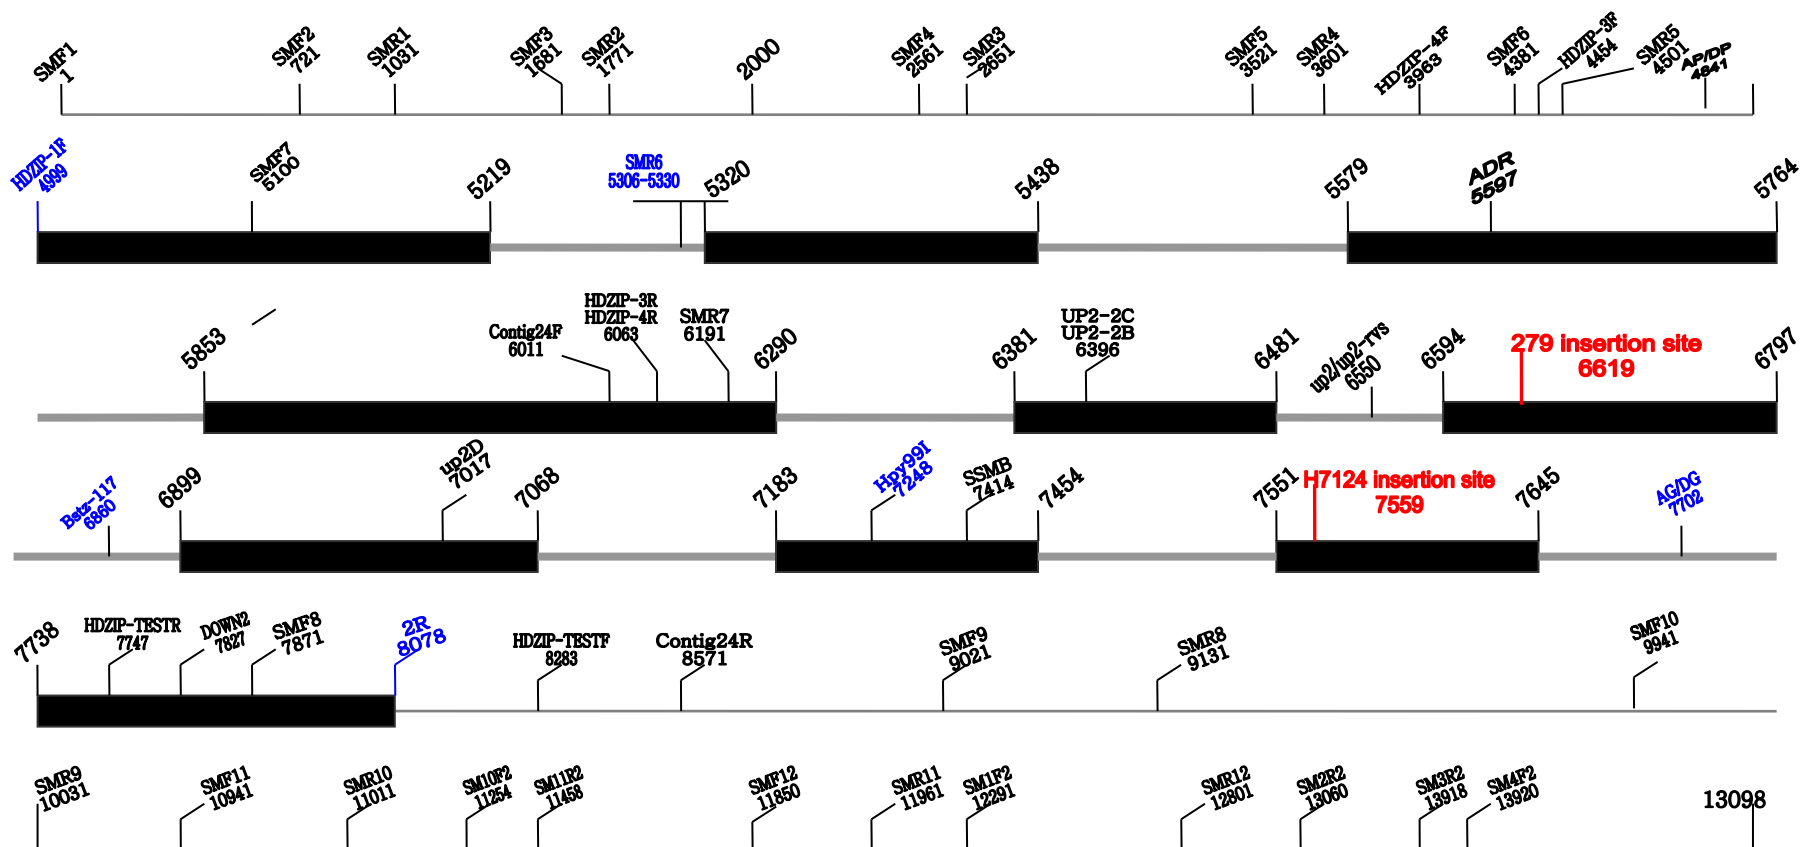 SMF1
1
SMF2
721
SMR1
1031
SMF3
1681
SMR2
1771
2000
SMF4
2561
SMR3
2651
SMF5
3521
SMR4
3601
HDZIP-4F
3963
SMF6
4381
HDZIP-3F
4454
SMR5
4501
AP/DP
4841
HDZIP-1F
4999
SMF7
5100
5219
SMR6
5306-5330
5320
5438
5579
ADR
5597
5764
5853
Contig24F
6011
HDZIP-3R
HDZIP-4R
6063
SMR7
6191
6290
6381
UP2-2C
UP2-2B
6396
6481
up2/up2-rvs
6550
6594
279 insertion site
6619
6797
Bstz-117
6860
6899
up2D
7017
7068
7183
Hpy99I
7248
SSMB
7414
7454
7551
H7124 insertion site
7559
7645
AG/DG
7702
7738
HDZIP-TESTR
7747
DOWN2
7827
SMF8
7871
2R
8078
HDZIP-TESTF
8283
Contig24R
8571
SMF9
9021
SMR8
9131
SMF10
9941
SMR9
10031
SMF11
10941
SMR10
11011
SM10F2
11254
SM11R2
11458
SMF12
11850
SMR11
11961
SM1F2
12291
SMR12
12801
SM2R2
13060
SM3R2
13918
SM4F2
13920
13098